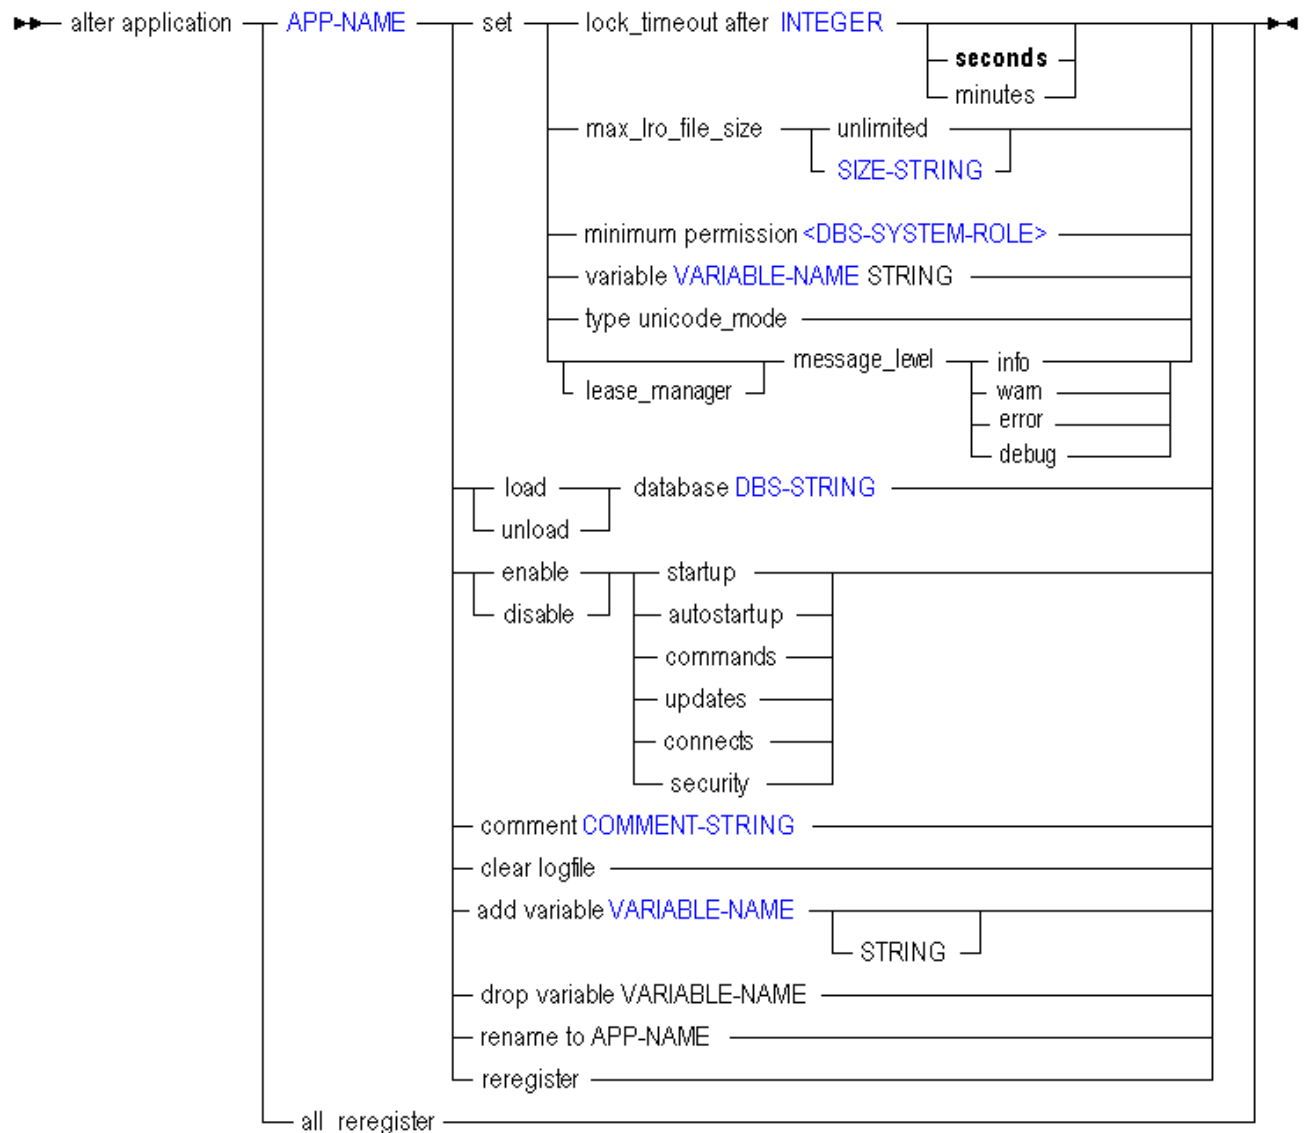 alter application APP-NAME set lock_timeout after INTEGER
seconds
minutes
max_lro_file_size unlimited
SIZE-STRING
minimum permission <DBS-SYSTEM-ROLE>
variable VARIABLE-NAME STRING
type unicode_mode
message_level info
lease_manager warn
error
debug
load database DBS-STRING
unload
enable startup
disable autostartup
commands
updates
connects
security
comment COMMENT-STRING
clear logfile
add variable VARIABLE-NAME
STRING
drop variable VARIABLE-NAME
rename to APP-NAME
reregister
all reregister